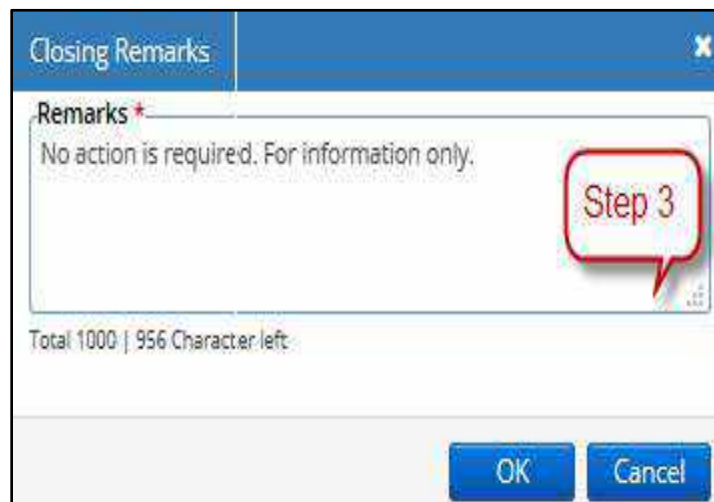 Closing Remarks x
Remarks *
No action is required. For information only.
Step 3
Total 1000 | 956 Character left
OK Cancel